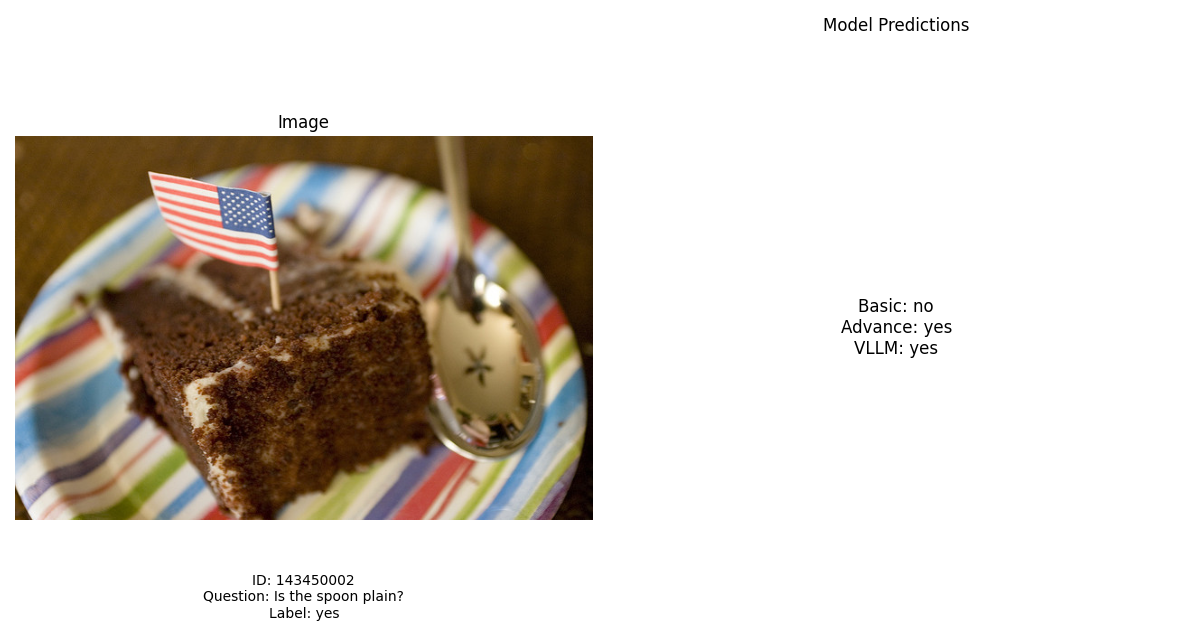 Model Predictions
Image
Basic: no
Advance: yes
VLLM: yes
ID: 143450002
Question: Is the spoon plain?
Label: yes